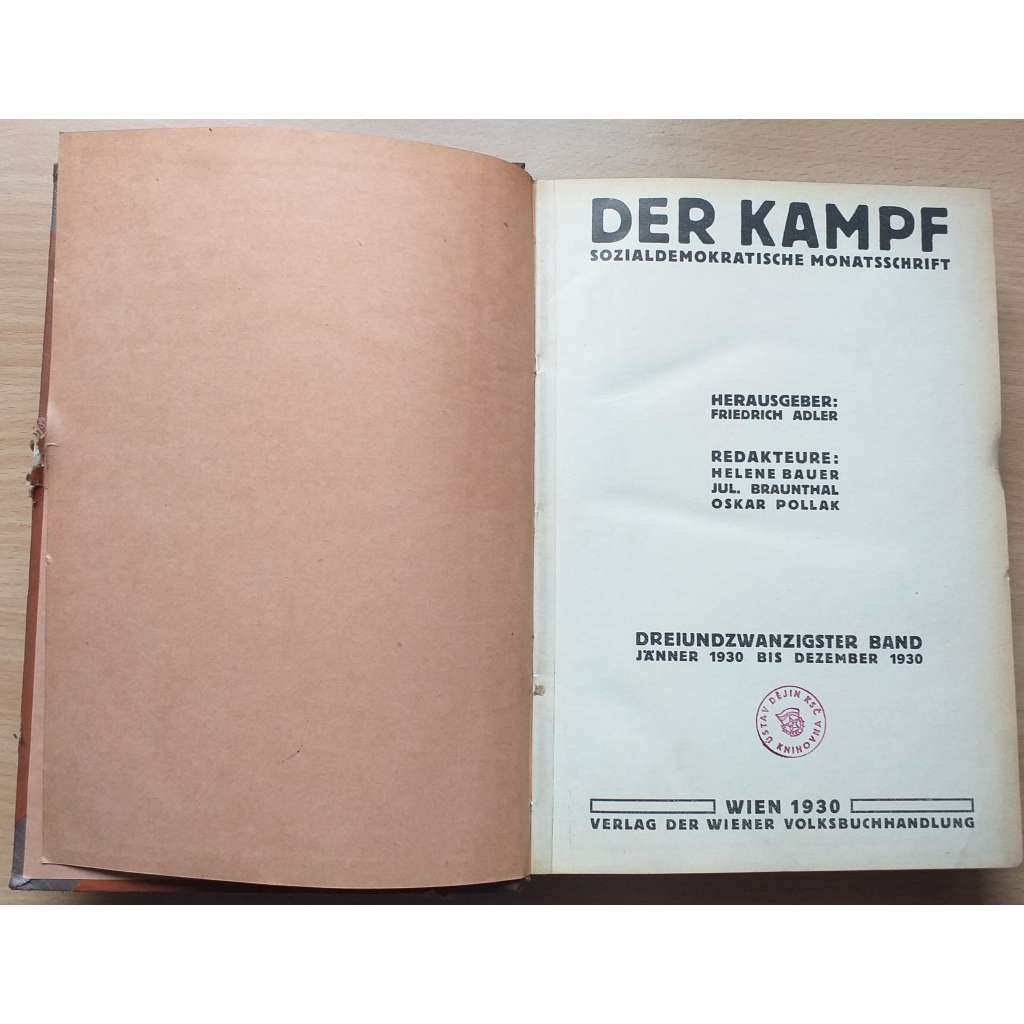 DER KAMPF
SOZIALDEMOKRATISCHE MONATSSCHRIFT
HERAUSGEBER:
FRIEDRICH ADLER
REDAKTEURE:
HELENE BAUER
JUL. BRAUNTHAL
OSKAR POLLAK
DREIUNDZWANZIGSTER BAND
JÄNNER 1930 BIS DEZEMBER 1930
ÚSTAV DĚJIN KSČ
KNIHOVNA
WIEN 1930
VERLAG DER WIENER VOLKSBUCHHANDLUNG